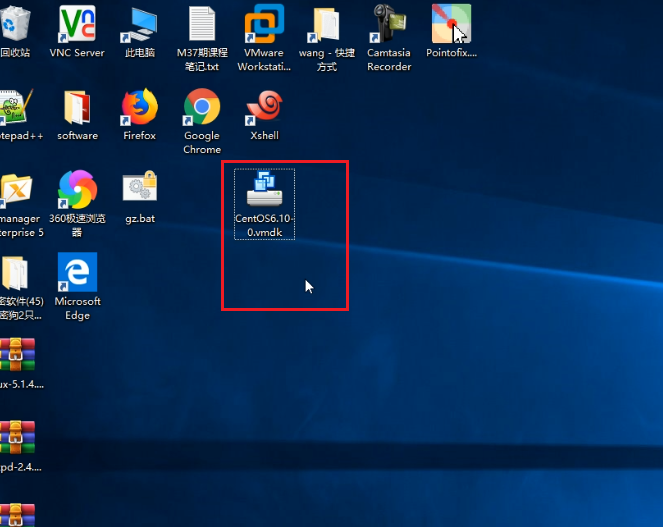 回收站
VNC Server
此电脑
M37期课程
笔记.txt
VMware
Workstati...
wang - 快捷
方式
Camtasia
Recorder
Pointofix....
otepad++
software
Firefox
Google
Chrome
Xshell
manager
terprise 5
360极速浏览
器
gz.bat
CentOS6.10-
0.vmdk
密软件(45)
密狗2只...
Microsoft
Edge
ux-5.1.4....
tpd-2.4....